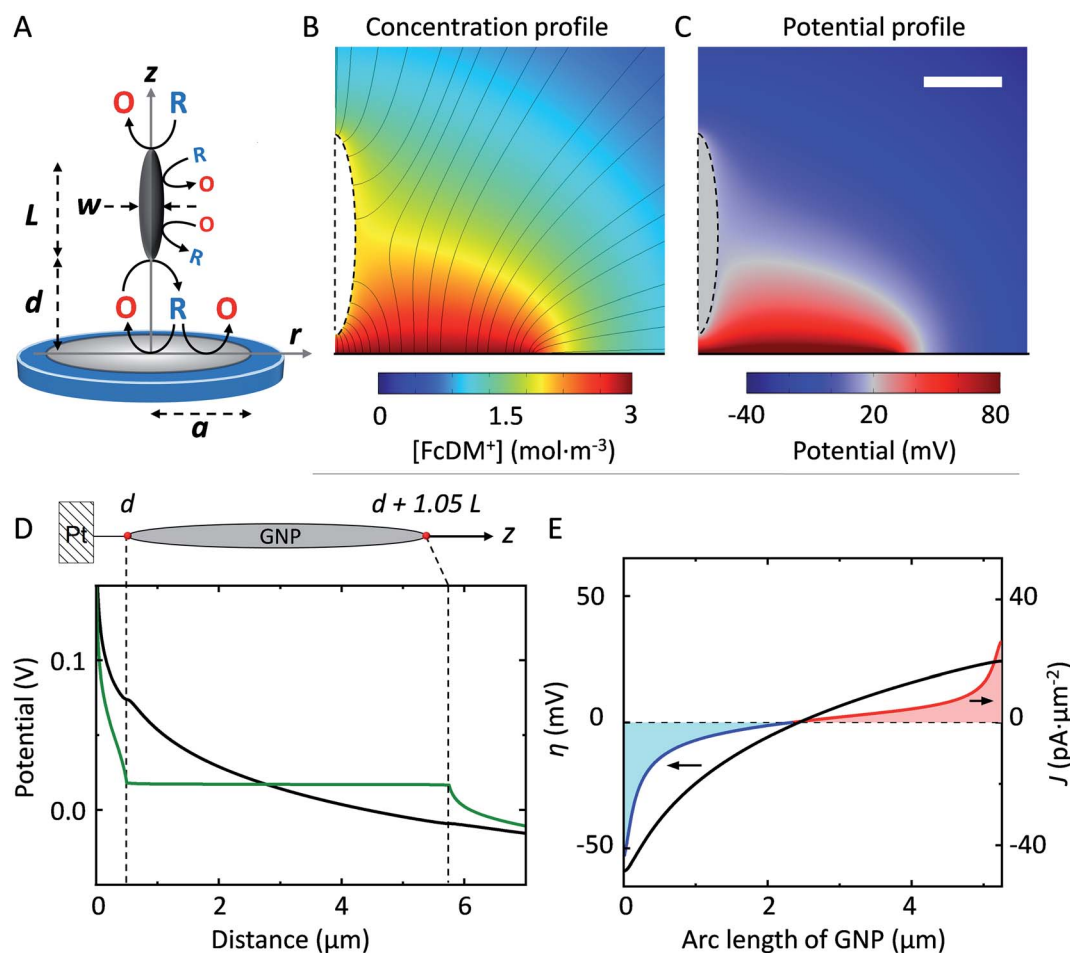 A
z
O R
R
O
w
O
R
L
d
O R O
r
a
B Concentration profile
0 1.5 3
[FcDM⁺] (mol·m⁻³)
C Potential profile
-40 20 80
Potential (mV)
D
d d + 1.05 L
Pt GNP z
Potential (V)
0.1
0.0
0 2 4 6
Distance (μm)
E
η (mV)
50
0
-50
J (pA·μm⁻²)
40
0
-40
0 2 4
Arc length of GNP (μm)